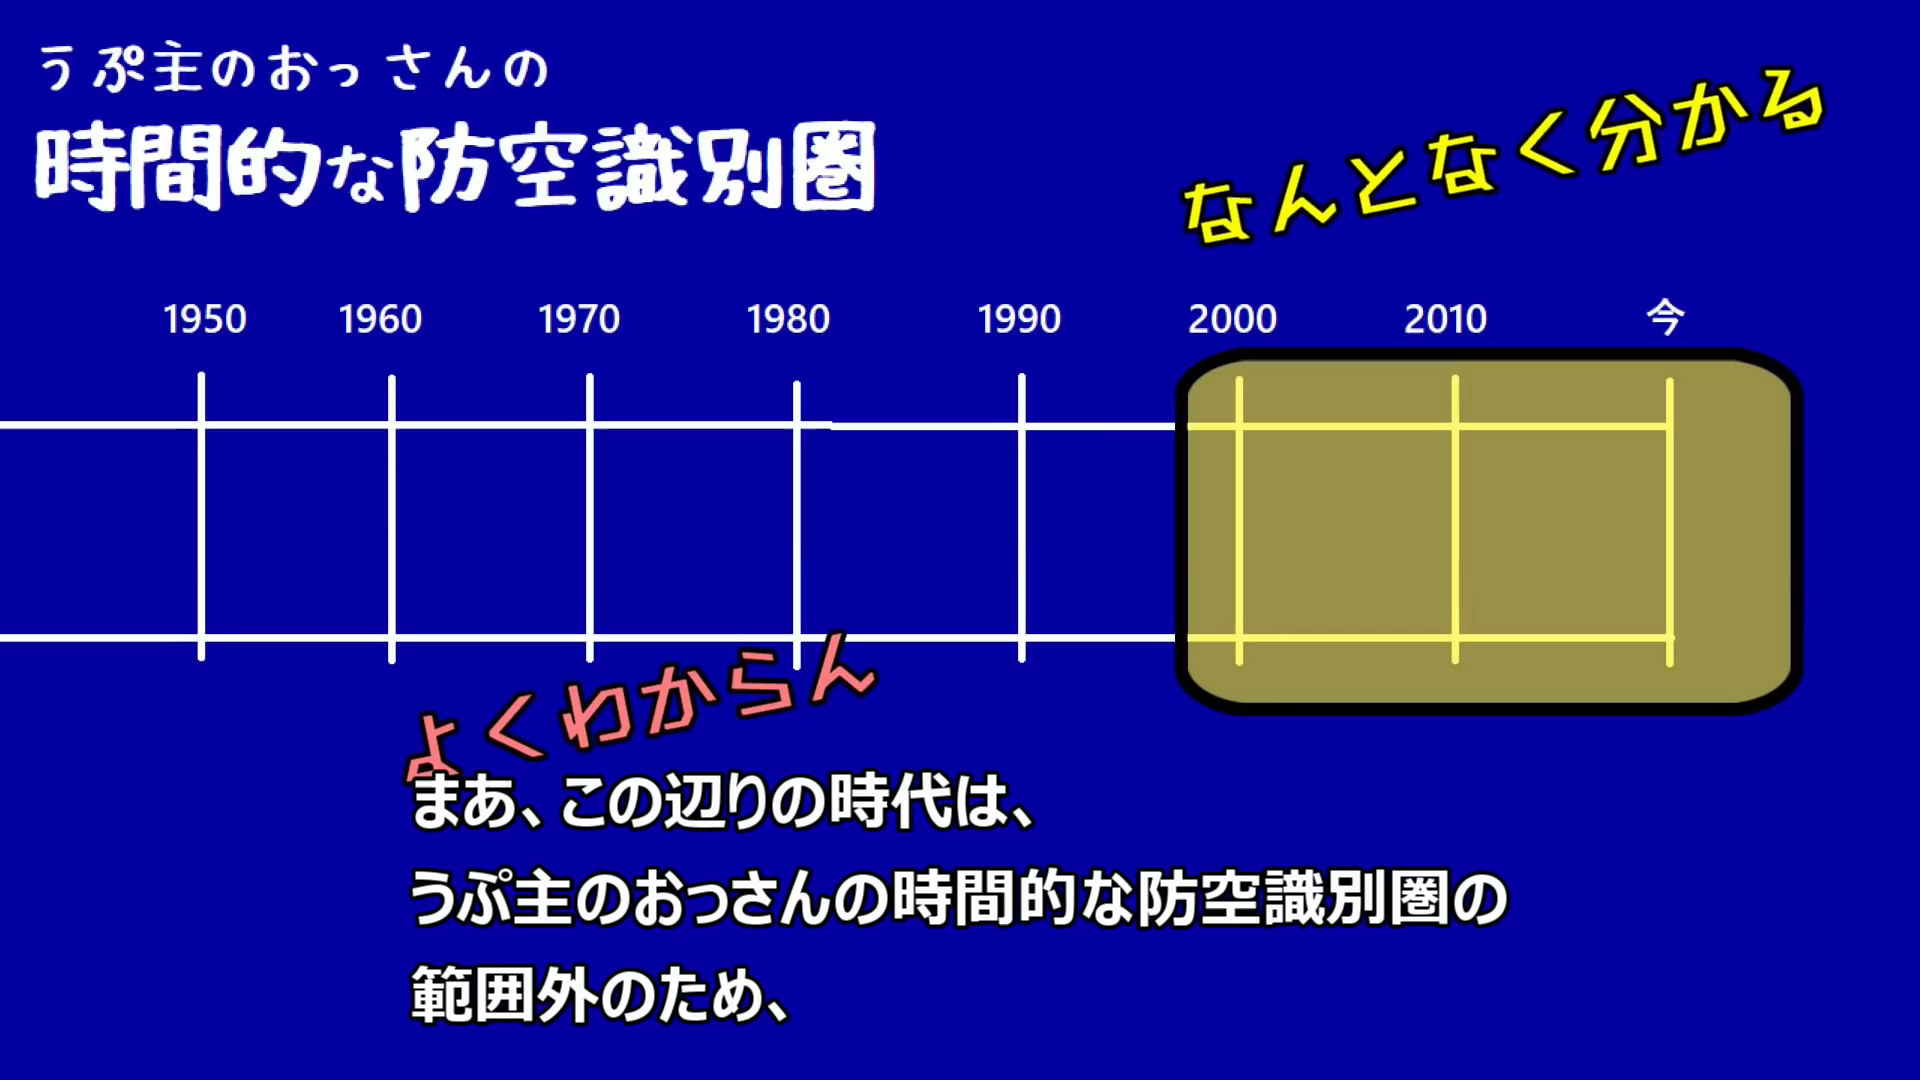 うぷ主のおっさんの
時間的な防空識別圏
なんとなく分かる
1950 1960 1970 1980 1990 2000 2010 今
よくわからん
まあ、この辺りの時代は、
うぷ主のおっさんの時間的な防空識別圏の
範囲外のため、